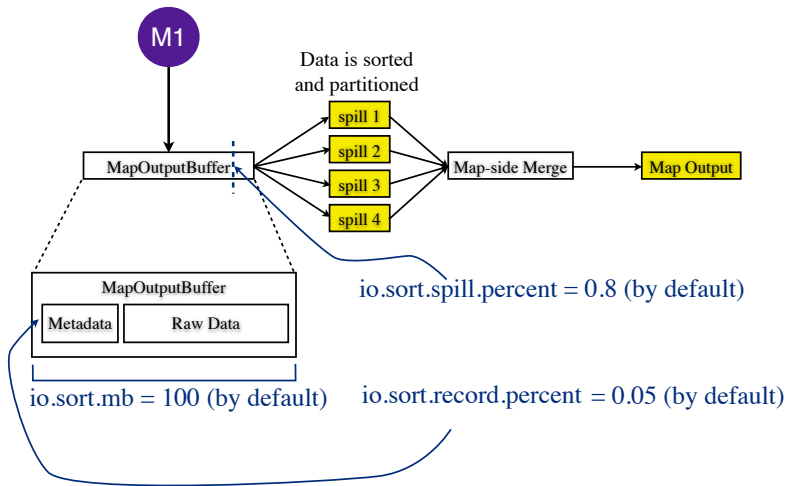 M1
Data is sorted
and partitioned
spill 1
spill 2
spill 3
spill 4
MapOutputBuffer
Map-side Merge
Map Output
MapOutputBuffer
Metadata
Raw Data
io.sort.spill.percent = 0.8 (by default)
io.sort.mb = 100 (by default)
io.sort.record.percent = 0.05 (by default)